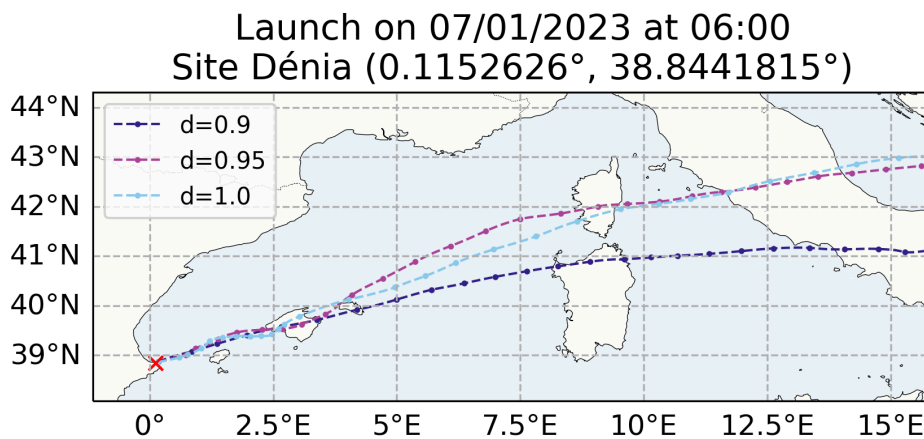 Launch on 07/01/2023 at 06:00
Site Dénia (0.1152626°, 38.8441815°)
44°N
43°N
42°N
41°N
40°N
39°N
d=0.9
d=0.95
d=1.0
0° 2.5°E 5°E 7.5°E 10°E 12.5°E 15°E